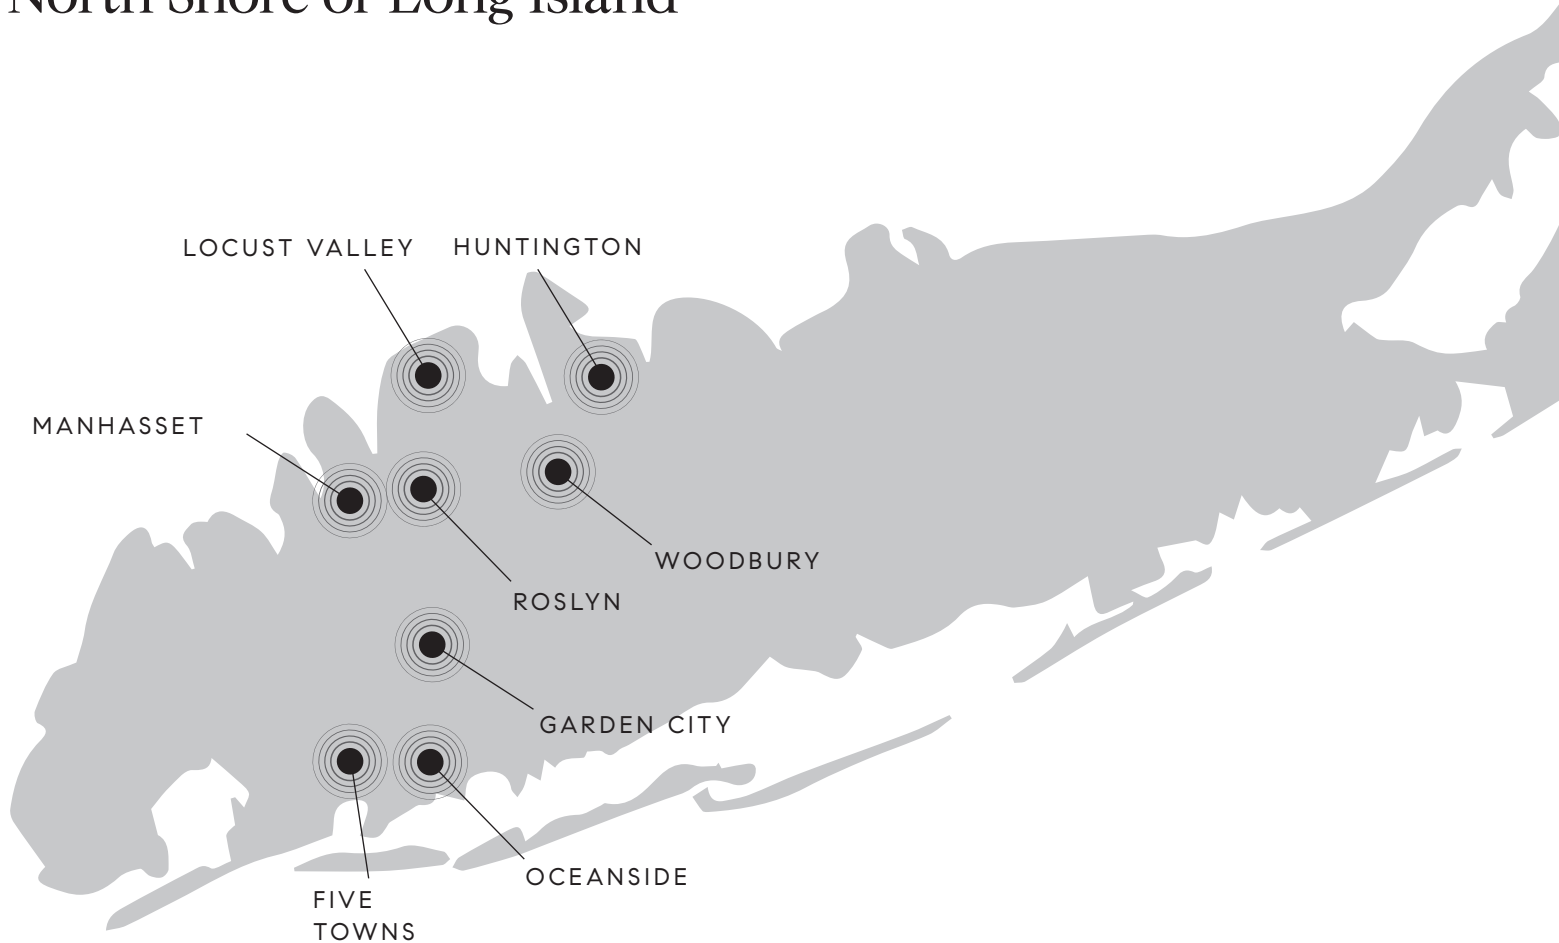 North Shore of Long Island
LOCUST VALLEY
HUNTINGTON
MANHASSET
WOODBURY
ROSLYN
GARDEN CITY
OCEANSIDE
FIVE
TOWNS